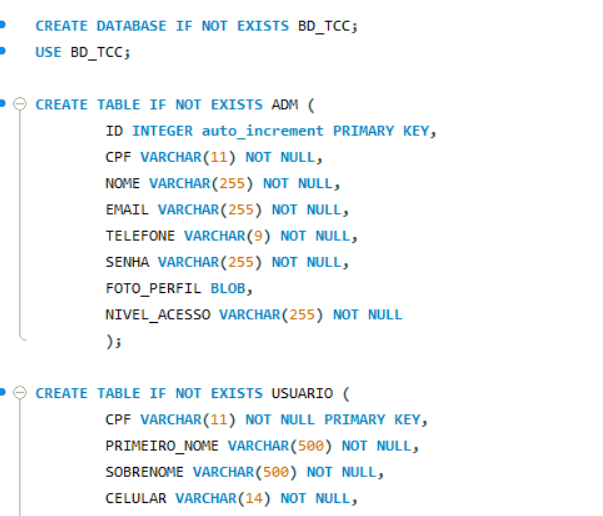 CREATE DATABASE IF NOT EXISTS BD_TCC;
USE BD_TCC;
CREATE TABLE IF NOT EXISTS ADM (
ID INTEGER auto_increment PRIMARY KEY,
CPF VARCHAR(11) NOT NULL,
NOME VARCHAR(255) NOT NULL,
EMAIL VARCHAR(255) NOT NULL,
TELEFONE VARCHAR(9) NOT NULL,
SENHA VARCHAR(255) NOT NULL,
FOTO_PERFIL BLOB,
NIVEL_ACESSO VARCHAR(255) NOT NULL
);
CREATE TABLE IF NOT EXISTS USUARIO (
CPF VARCHAR(11) NOT NULL PRIMARY KEY,
PRIMEIRO_NOME VARCHAR(500) NOT NULL,
SOBRENOME VARCHAR(500) NOT NULL,
CELULAR VARCHAR(14) NOT NULL,